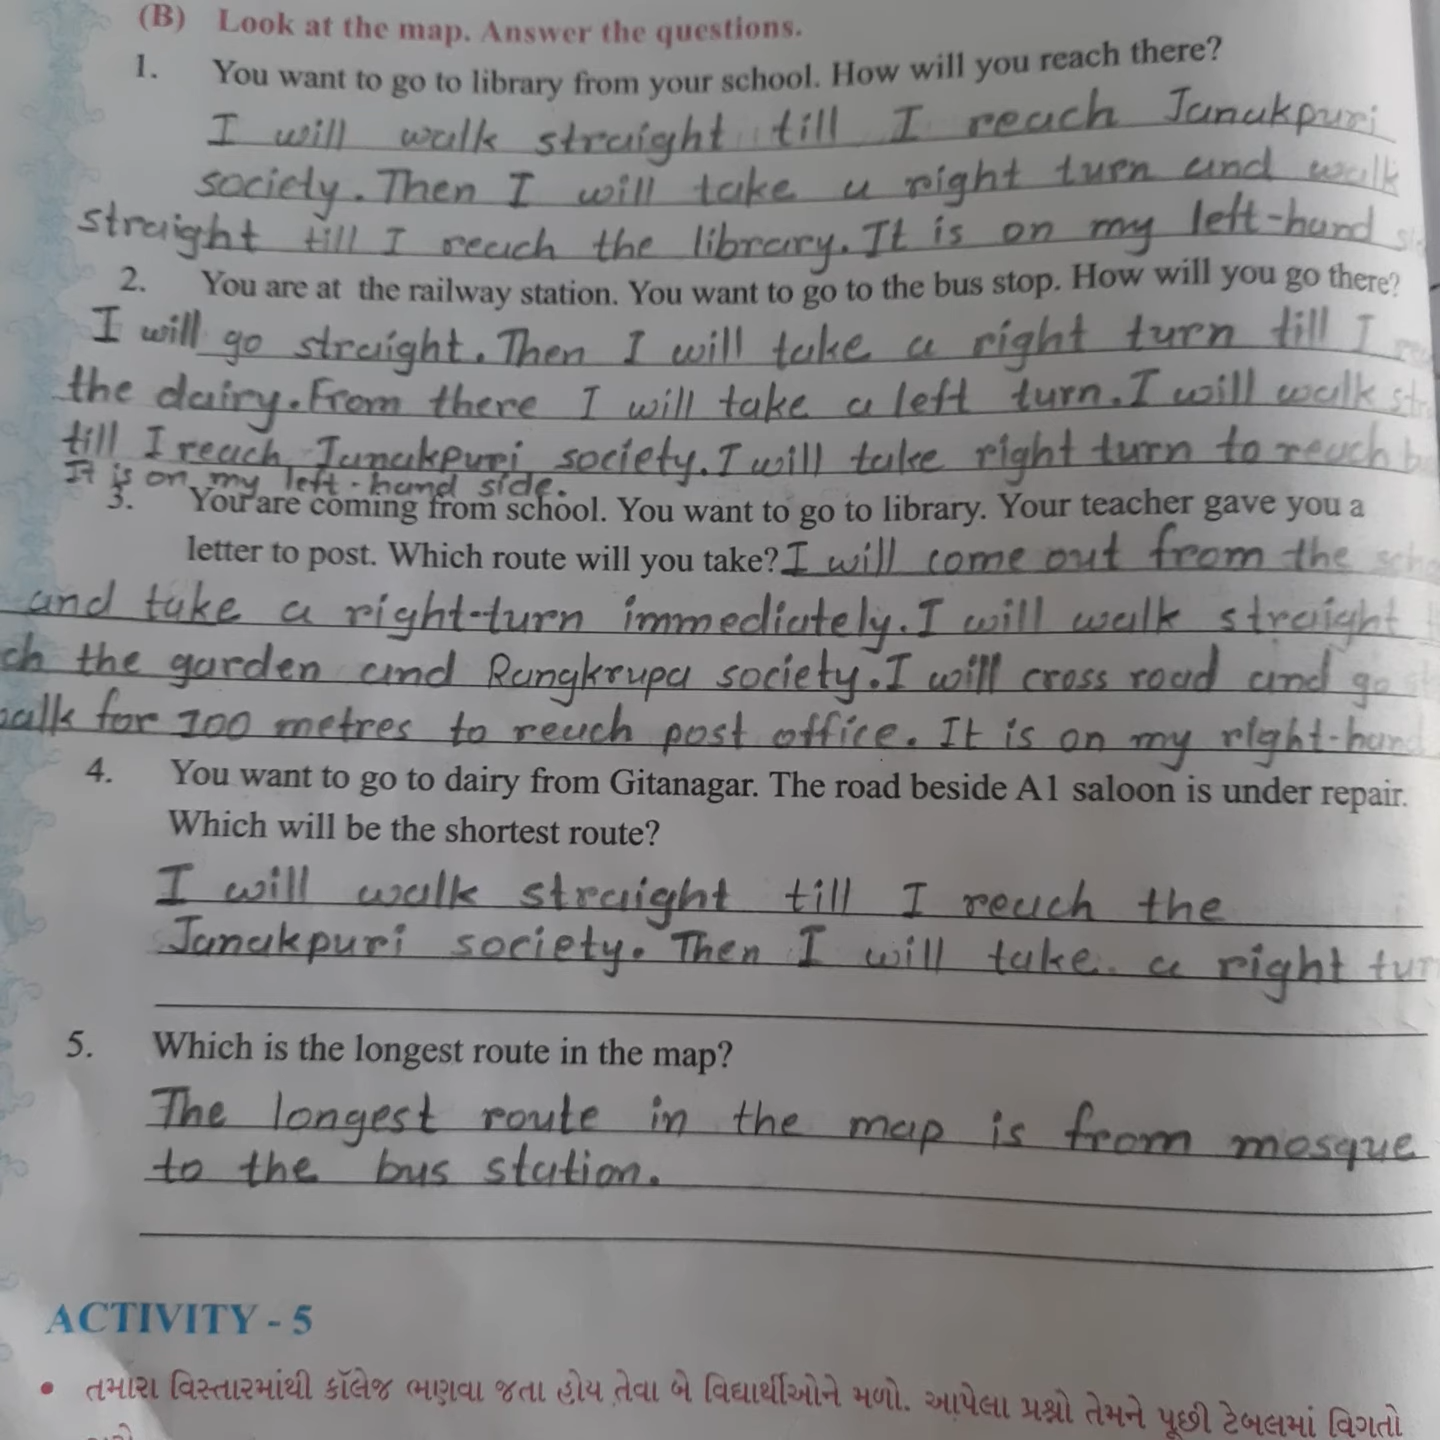 (B) Look at the map. Answer the questions.
1. You want to go to library from your school. How will you reach there?
I will walk straight till I reach Janakpuri
society. Then I will take a right turn and walk
straight till I reach the library. It is on my left-hand
2. You are at the railway station. You want to go to the bus stop. How will you go there?
I will go straight. Then I will take a right turn till I
the dairy. From there I will take a left turn. I will walk
till I reach Janakpuri society. I will take right turn to reach
It is on my left-hand side.
3. You are coming from school. You want to go to library. Your teacher gave you a
letter to post. Which route will you take? I will come out from the
and take a right-turn immediately. I will walk straight
ch the garden and Rangkrupa society. I will cross road and go
walk for 100 metres to reach post office. It is on my right-hand
4. You want to go to dairy from Gitanagar. The road beside A1 saloon is under repair.
Which will be the shortest route?
I will walk straight till I reach the
Janakpuri society. Then I will take a right tur
5. Which is the longest route in the map?
The longest route in the map is from mosque
to the bus station.
ACTIVITY - 5
• તમારા વિસ્તારમાંથી કૉલેજ ભણવા જતા હોય તેવા બે વિદ્યાર્થીઓને મળો. આપેલા પ્રશ્નો તેમને પૂછી ટેબલમાં વિગતો